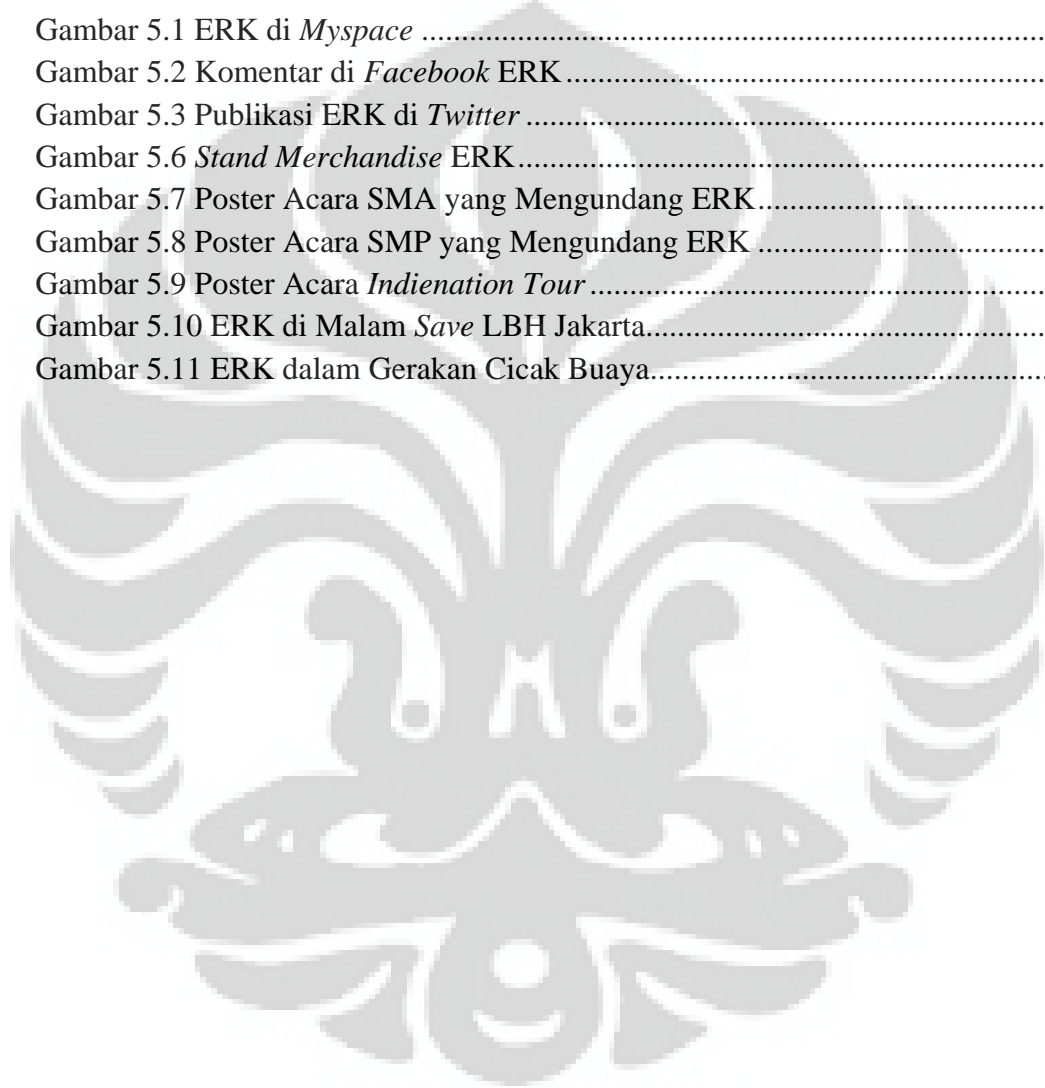 Gambar 5.1 ERK di Myspace ..........................................................................................
Gambar 5.2 Komentar di Facebook ERK ..........................................................................
Gambar 5.3 Publikasi ERK di Twitter ..............................................................................
Gambar 5.6 Stand Merchandise ERK................................................................................
Gambar 5.7 Poster Acara SMA yang Mengundang ERK..................................................
Gambar 5.8 Poster Acara SMP yang Mengundang ERK ..................................................
Gambar 5.9 Poster Acara Indienation Tour ......................................................................
Gambar 5.10 ERK di Malam Save LBH Jakarta................................................................
Gambar 5.11 ERK dalam Gerakan Cicak Buaya................................................................